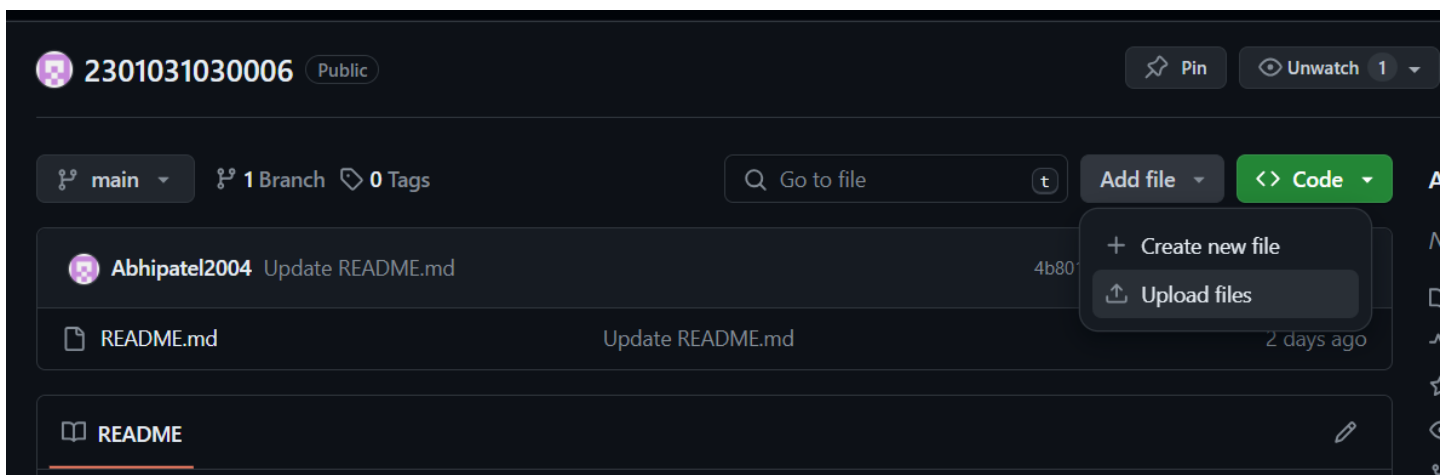 2301031030006 Public Pin Unwatch 1
main 1 Branch 0 Tags Go to file t Add file Code
Create new file
Upload files
Abhipatel2004 Update README.md 4b801
README.md Update README.md 2 days ago
README